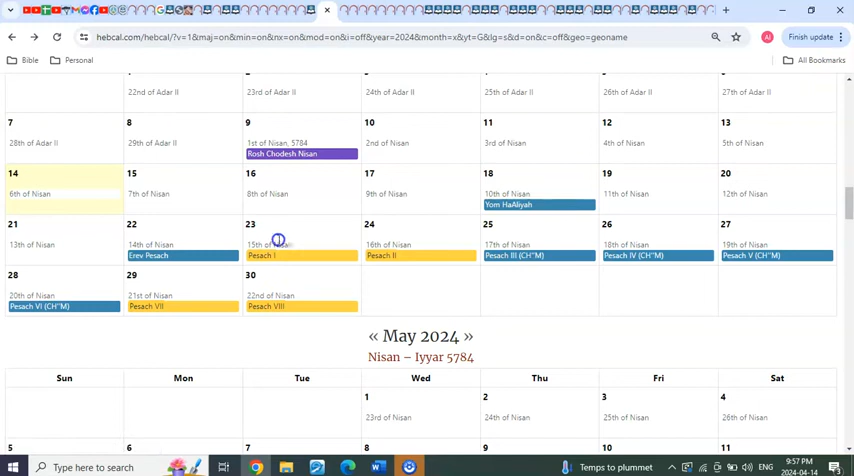 Finish update
hebcal.com/hebcal/?v=1&maj=on&min=on&nx=on&mod=on&i=off&year=2024&month=x&yt=G&lg=s&d=on&c=off&geo=geoname
AI
Bible Personal All Bookmarks
22nd of Adar II 23rd of Adar II 24th of Adar II 25th of Adar II 26th of Adar II 27th of Adar II
7 8 9 10 11 12 13
28th of Adar II 29th of Adar II 1st of Nisan, 5784 2nd of Nisan 3rd of Nisan 4th of Nisan 5th of Nisan
Rosh Chodesh Nisan
14 15 16 17 18 19 20
6th of Nisan 7th of Nisan 8th of Nisan 9th of Nisan 10th of Nisan 11th of Nisan 12th of Nisan
Yom HaAliyah
21 22 23 24 25 26 27
13th of Nisan 14th of Nisan 15th of Nisan 16th of Nisan 17th of Nisan 18th of Nisan 19th of Nisan
Erev Pesach Pesach I Pesach II Pesach III (CH"M) Pesach IV (CH"M) Pesach V (CH"M)
28 29 30
20th of Nisan 21st of Nisan 22nd of Nisan
Pesach VI (CH"M) Pesach VII Pesach VIII
« May 2024 »
Nisan – Iyyar 5784
Sun Mon Tue Wed Thu Fri Sat
1 2 3 4
23rd of Nisan 24th of Nisan 25th of Nisan 26th of Nisan
5 6 7 8 9 10 11
Type here to search Temps to plummet ENG 9:57 PM
2024-04-14